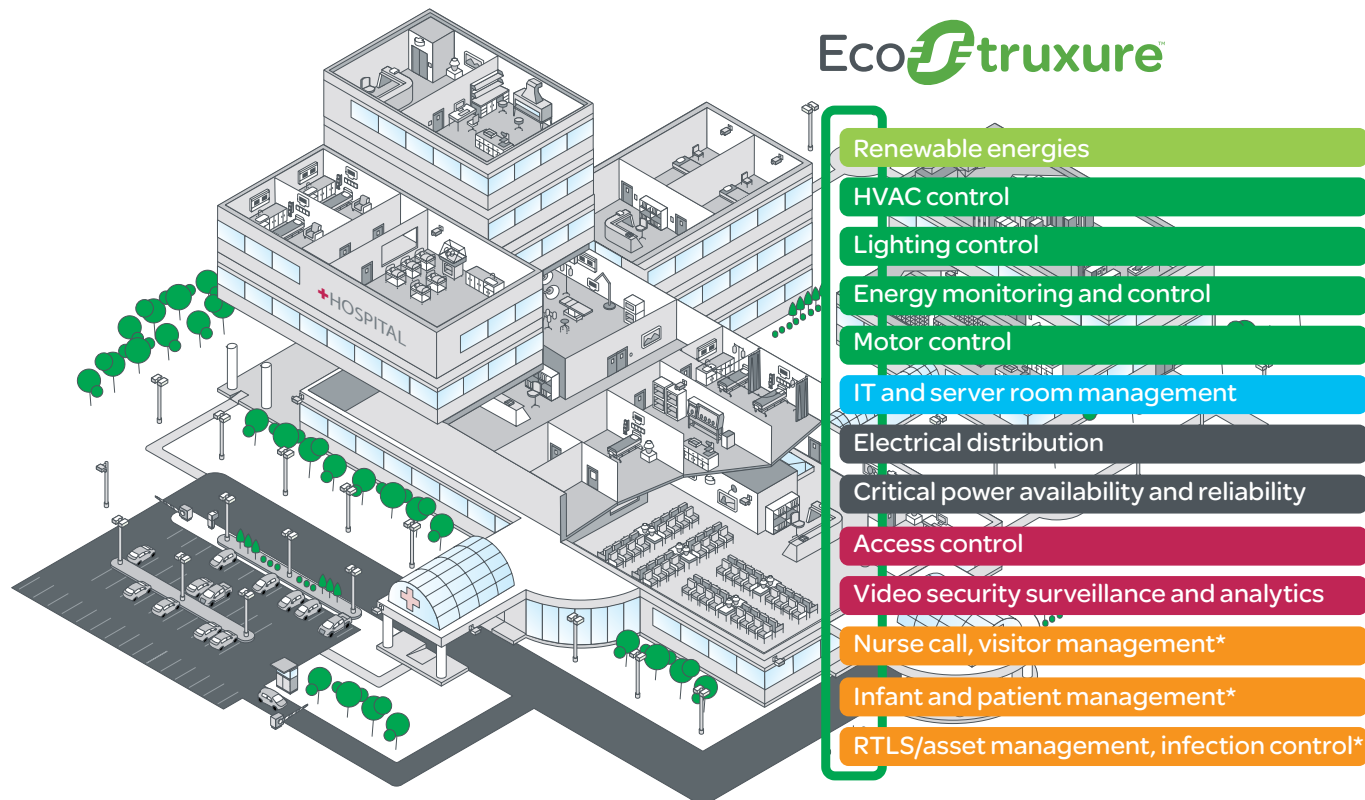 EcoStruxure™
Renewable energies
HVAC control
Lighting control
Energy monitoring and control
Motor control
IT and server room management
Electrical distribution
Critical power availability and reliability
Access control
Video security surveillance and analytics
Nurse call, visitor management*
Infant and patient management*
RTLS/asset management, infection control*
HOSPITAL